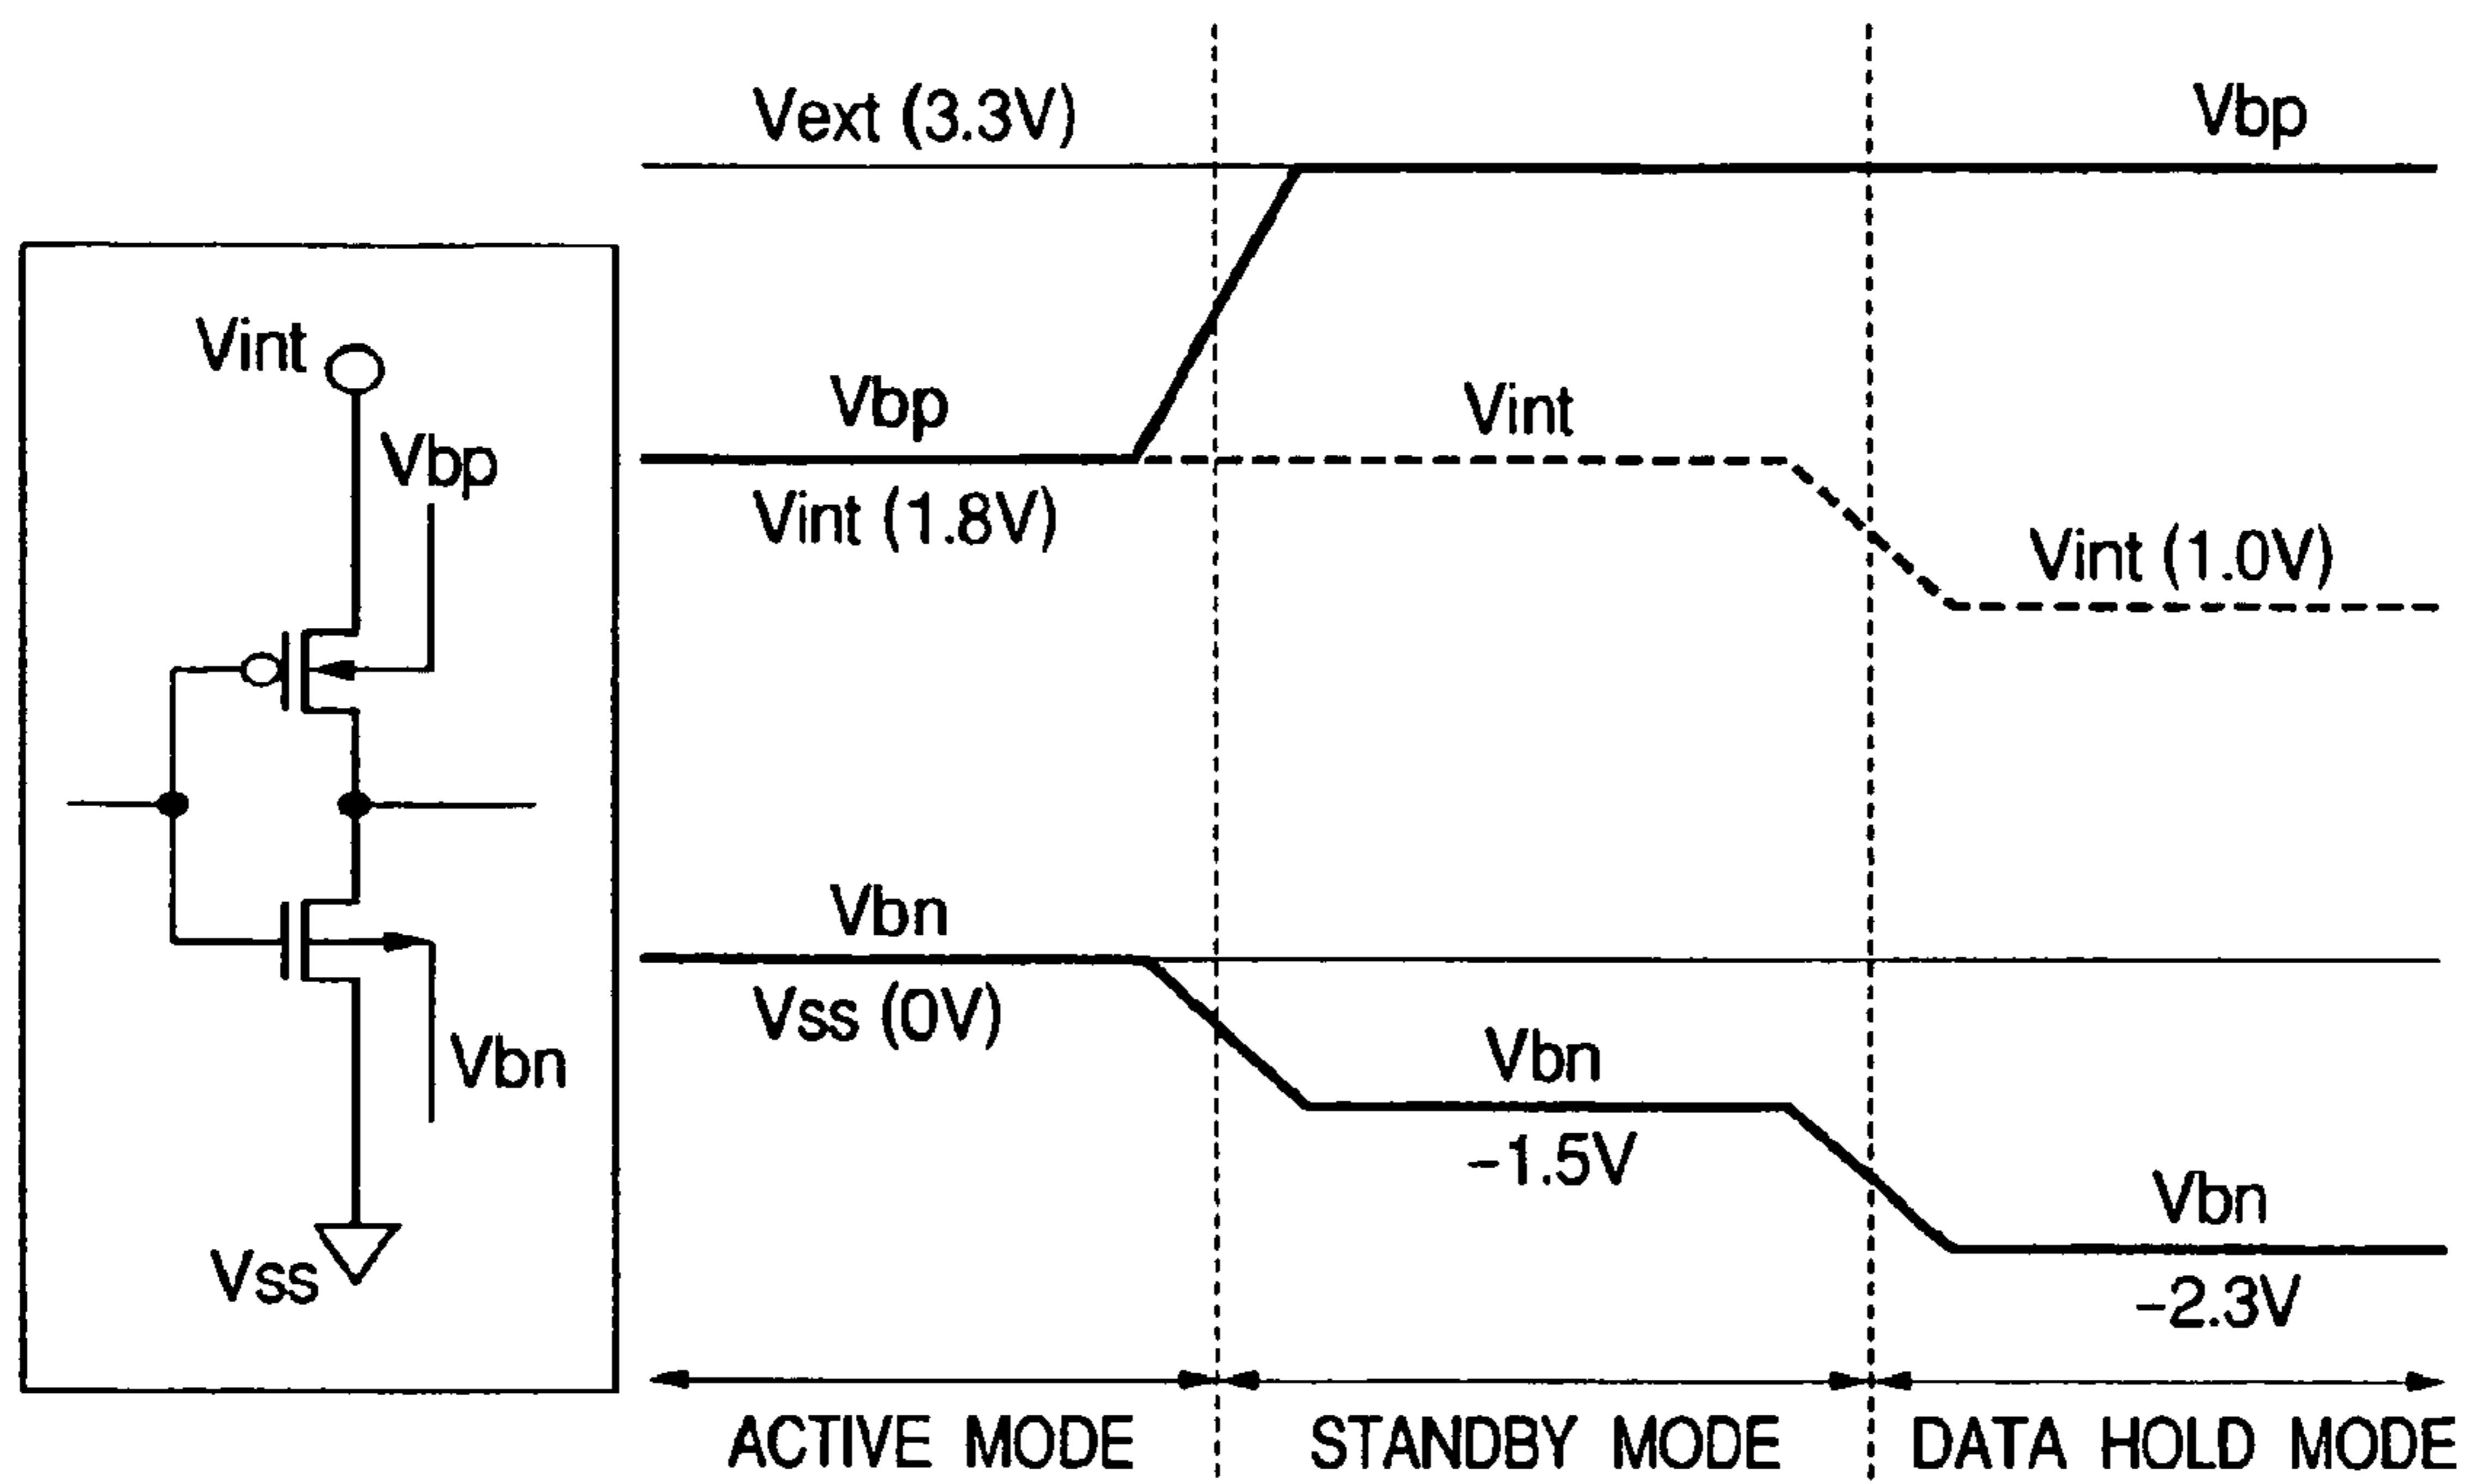 Vint
Vbp
Vbn
Vss
Vext (3.3V)
Vbp
Vbp
Vint
Vint (1.8V)
Vint (1.0V)
Vbn
Vss (0V)
Vbn
-1.5V
Vbn
-2.3V
ACTIVE MODE
STANDBY MODE
DATA HOLD MODE